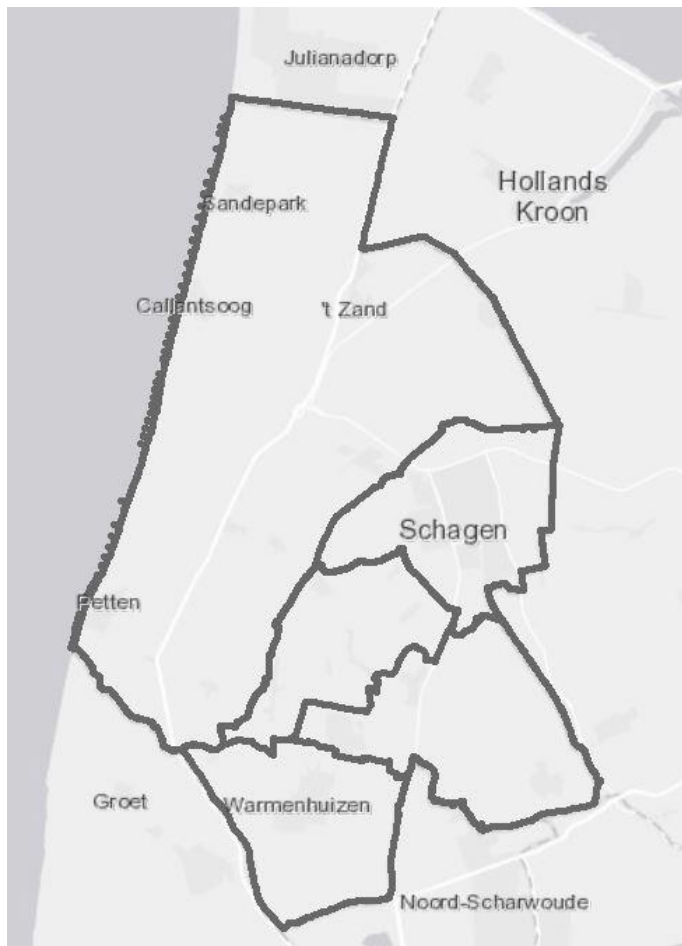 Julianadorp
Hollands
Kroon
Sandepark
Callantsoog
't Zand
Schagen
Petten
Groet
Warmenhuizen
Noord-Scharwoude